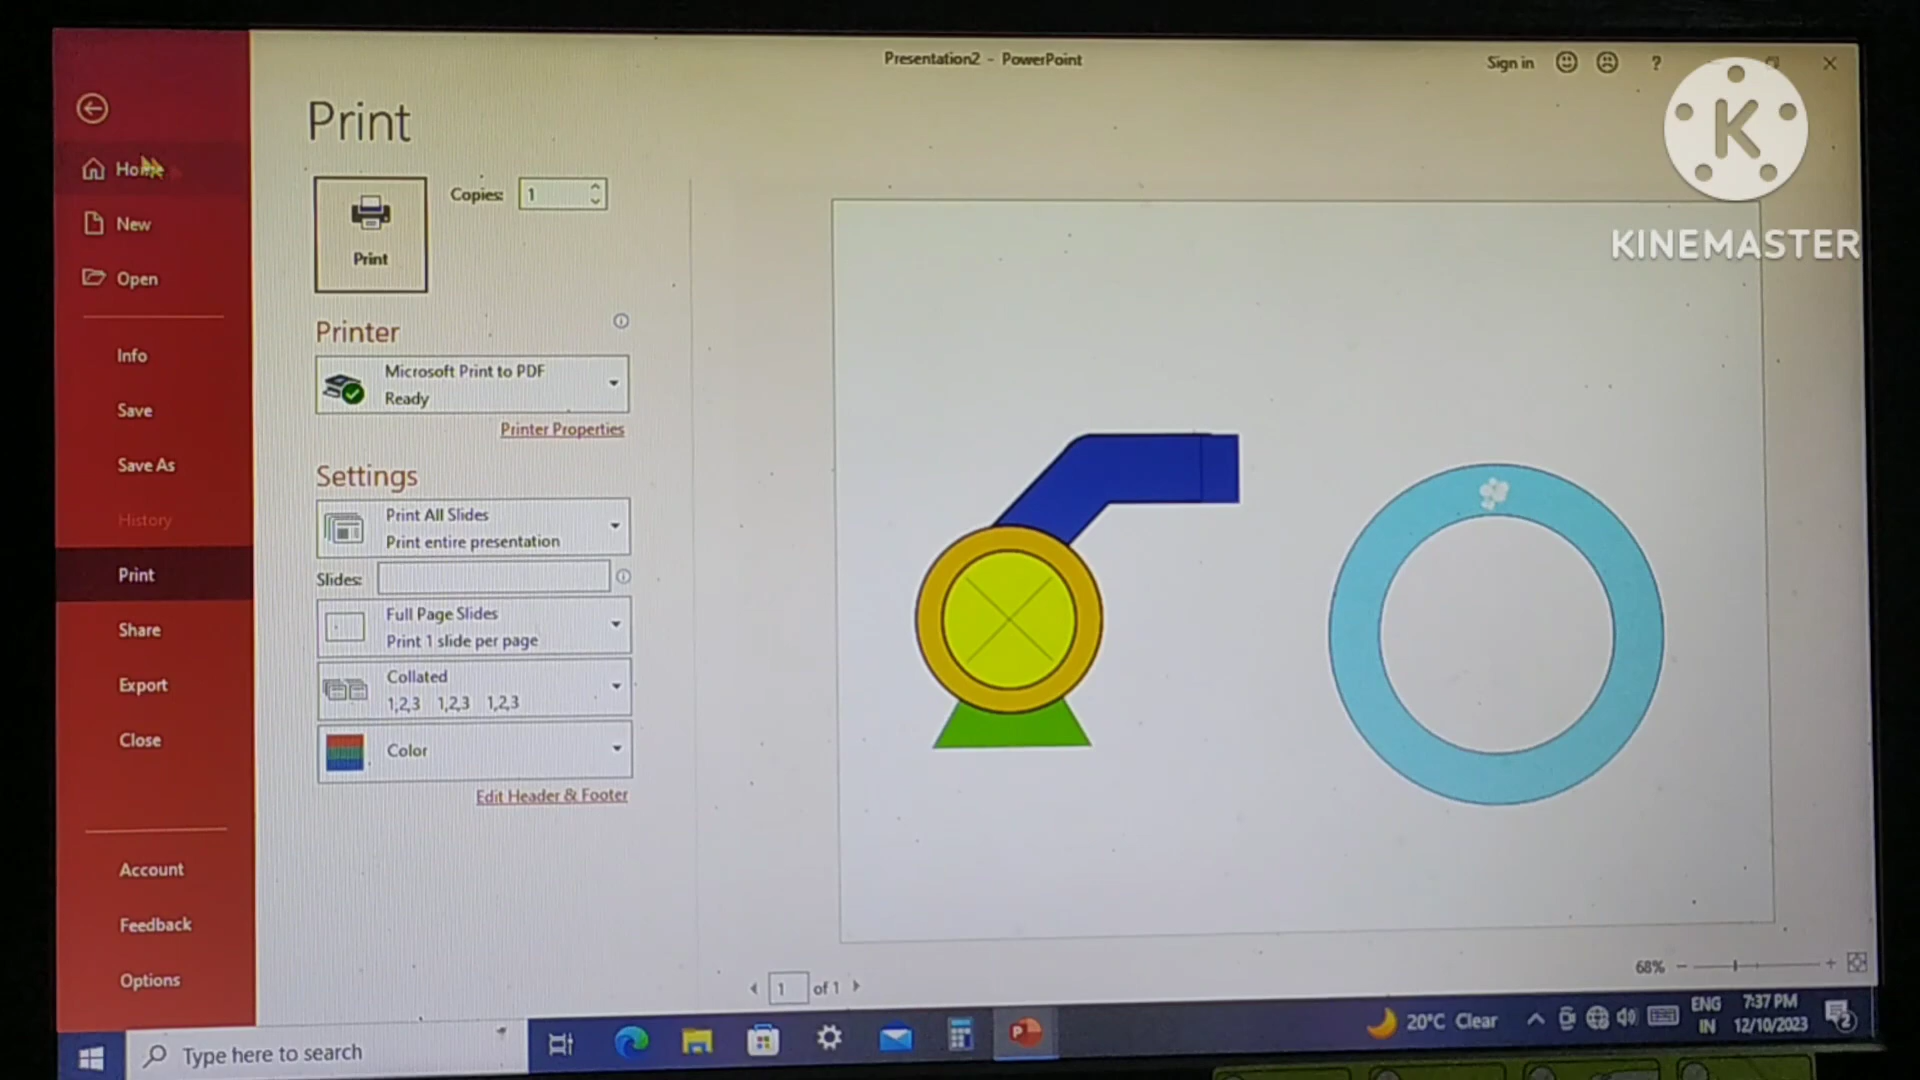 Presentation2 - PowerPoint
Sign in
?
K
KINEMASTER
Home
New
Open
Info
Save
Save As
History
Print
Share
Export
Close
Account
Feedback
Options
Print
Print
Copies: 1
Printer
Microsoft Print to PDF
Ready
Printer Properties
Settings
Print All Slides
Print entire presentation
Slides:
Full Page Slides
Print 1 slide per page
Collated
1,2,3 1,2,3 1,2,3
Color
Edit Header & Footer
1 of 1
68%
Type here to search
P
20°C Clear
ENG
IN
7:37 PM
12/10/2023
2